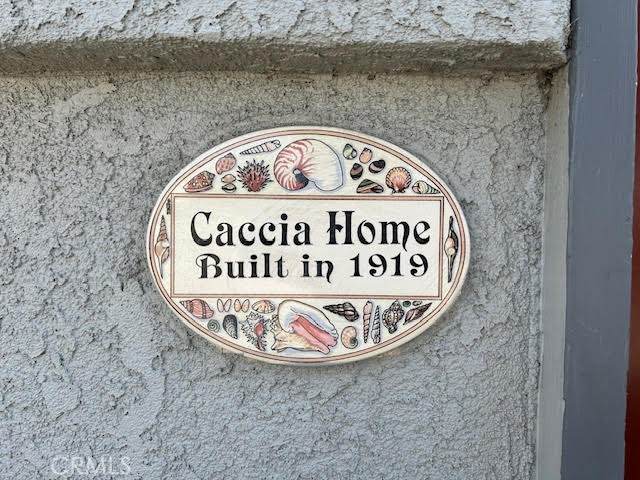 Caccia Home
Built in 1919
CRMLS